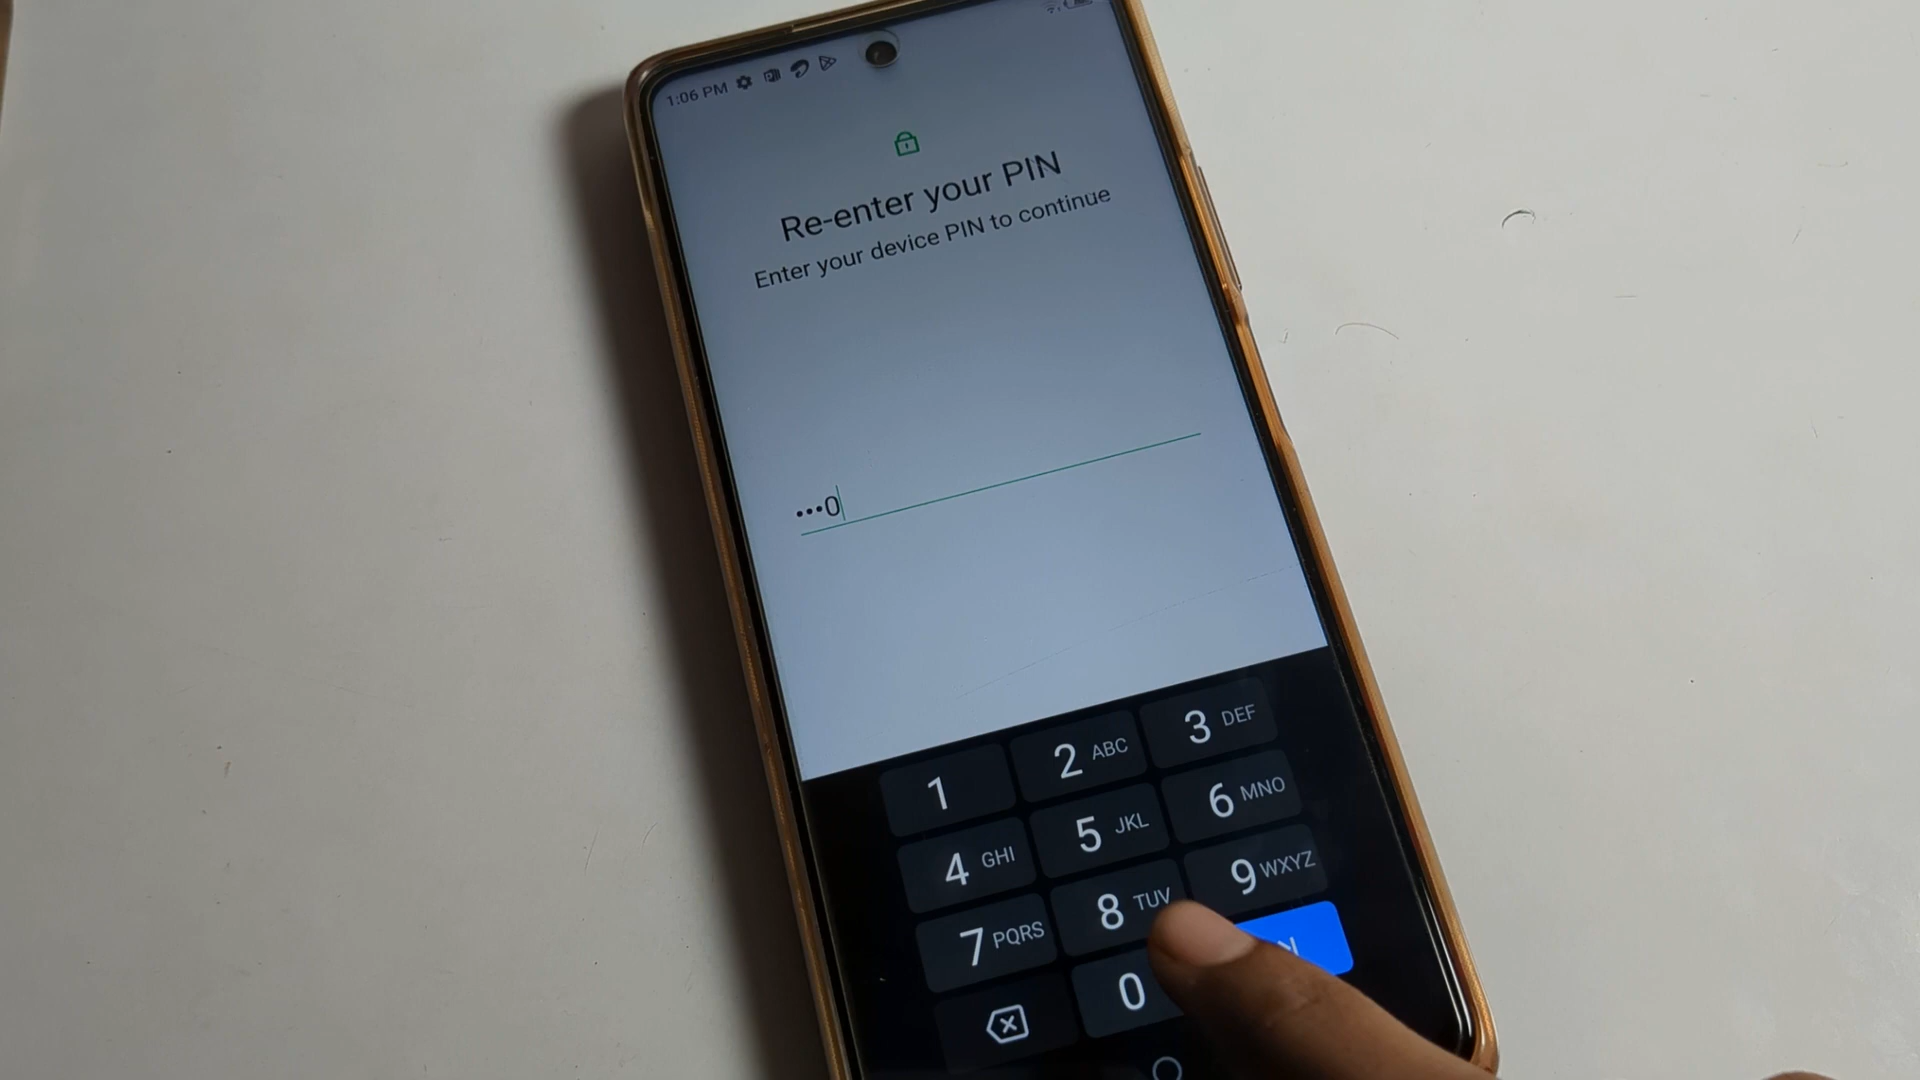 1:06 PM
Re-enter your PIN
Enter your device PIN to continue
•••0
1
2 ABC
3 DEF
4 GHI
5 JKL
6 MNO
7 PQRS
8 TUV
9 WXYZ
0